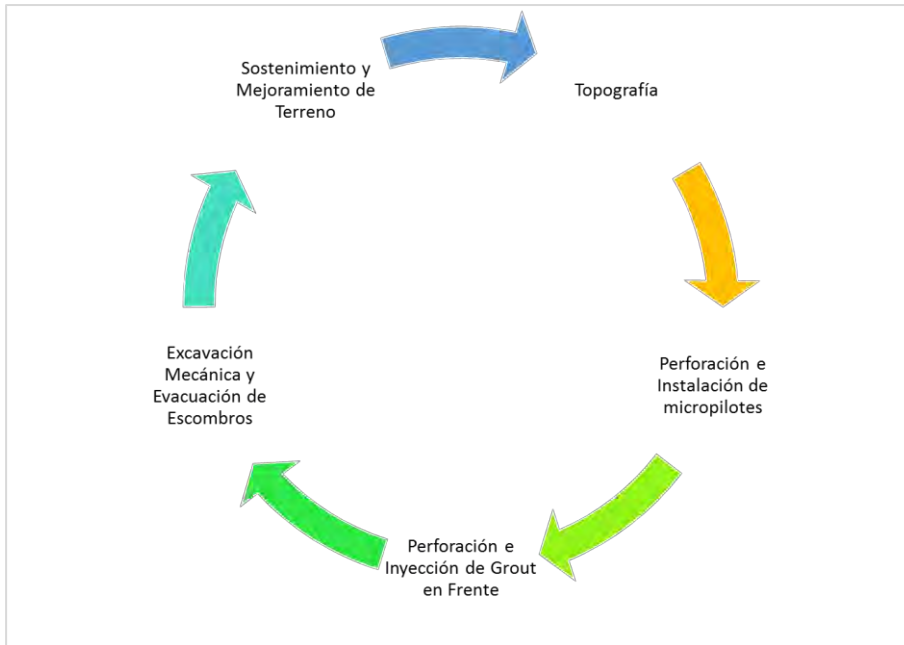 Sostenimiento y
Mejoramiento de
Terreno
Topografía
Perforación e
Instalación de
micropilotes
Perforación e
Inyección de Grout
en Frente
Excavación
Mecánica y
Evacuación de
Escombros